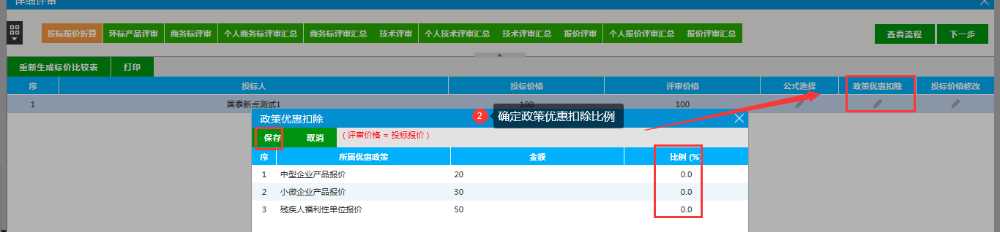 详细评审
投标报价折算 环标产品评审 商务标评审 个人商务标评审汇总 商务标评审汇总 技术评审 个人技术评审汇总 技术评审汇总 报价评审 个人报价评审汇总 报价评审汇总 查看流程 下一步
重新生成标价比较表 打印
序 投标人 投标价格 评审价格 公式选择 政策优惠扣除 投标价格修改
1 国泰新点测试1 100 100
政策优惠扣除
2 确定政策优惠扣除比例
保存 取消 (评审价格 = 投标报价)
序 所属优惠政策 金额 比例 (%)
1 中型企业产品报价 20 0.0
2 小微企业产品报价 30 0.0
3 残疾人福利性单位报价 50 0.0